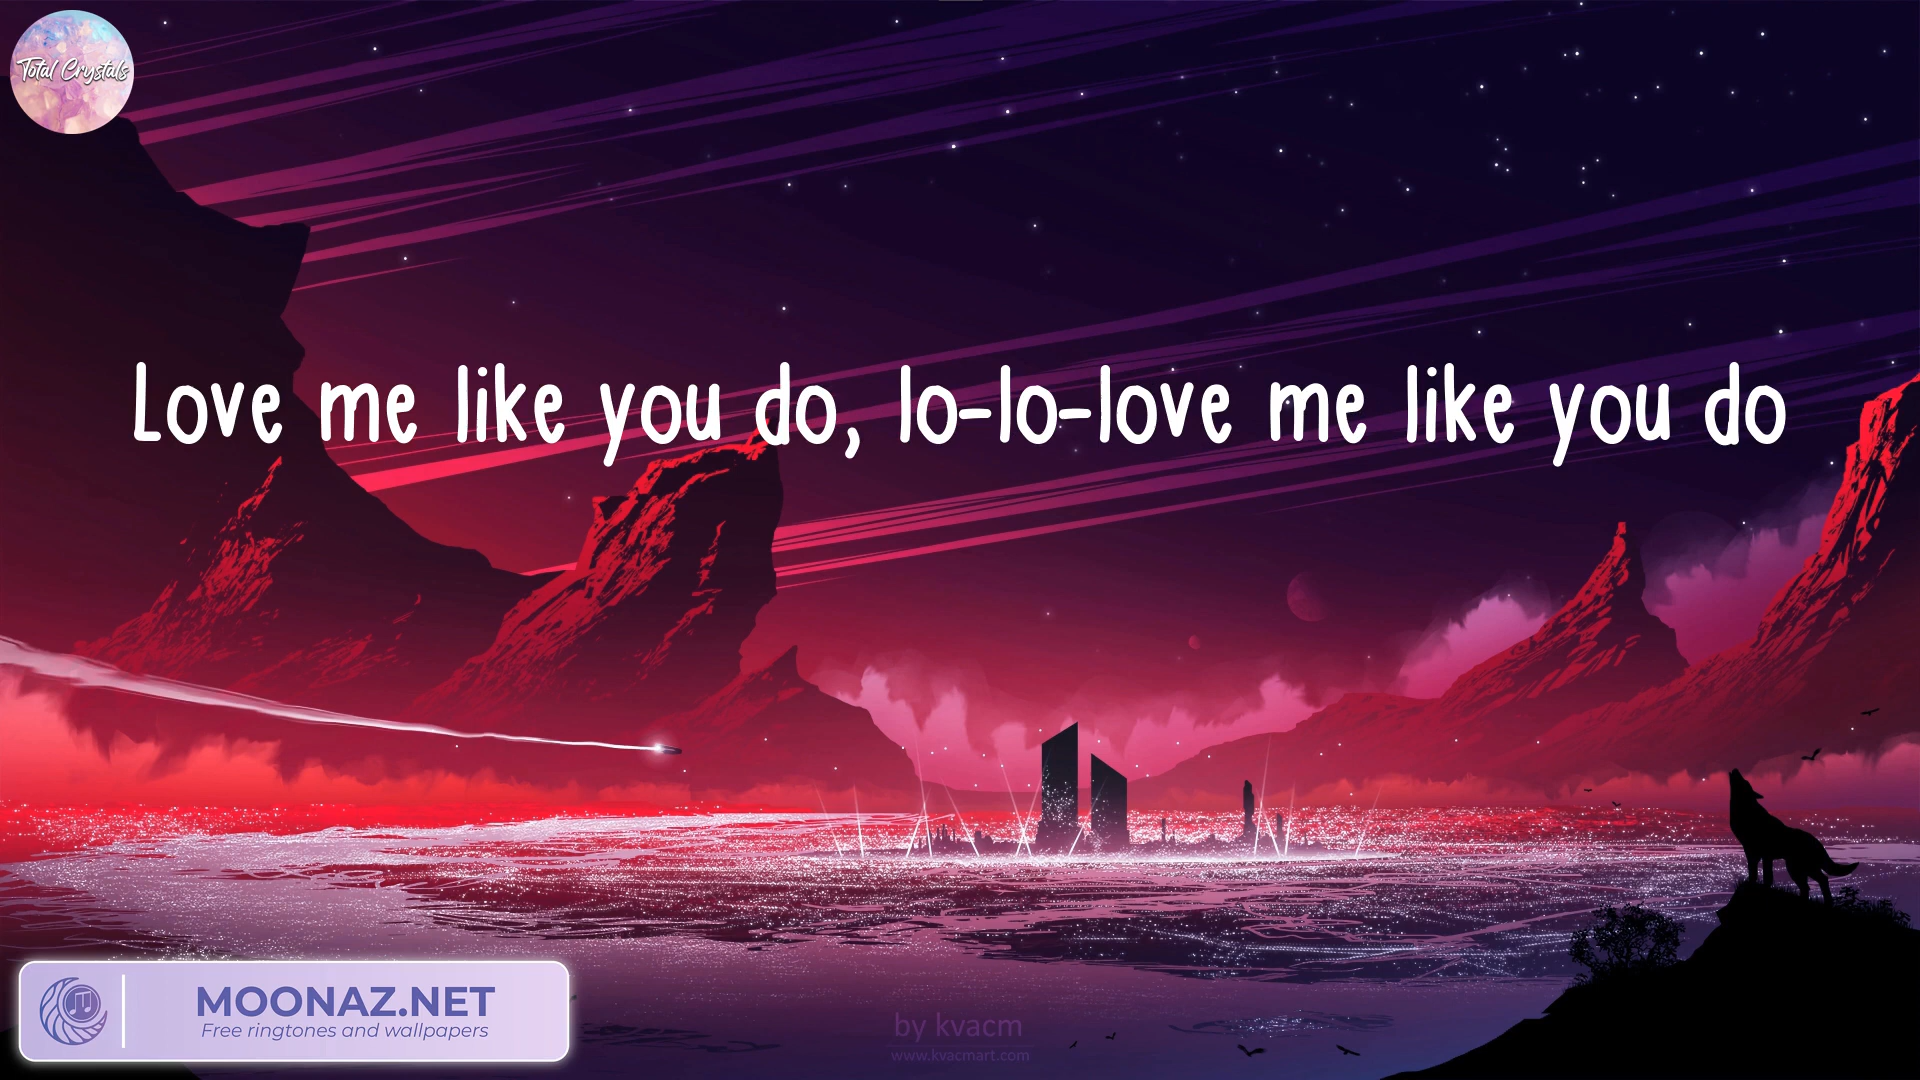 Total Crystals
Love me like you do, lo-lo-love me like you do
MOONAZ.NET
Free ringtones and wallpapers
by kvacm
www.kvacmart.com